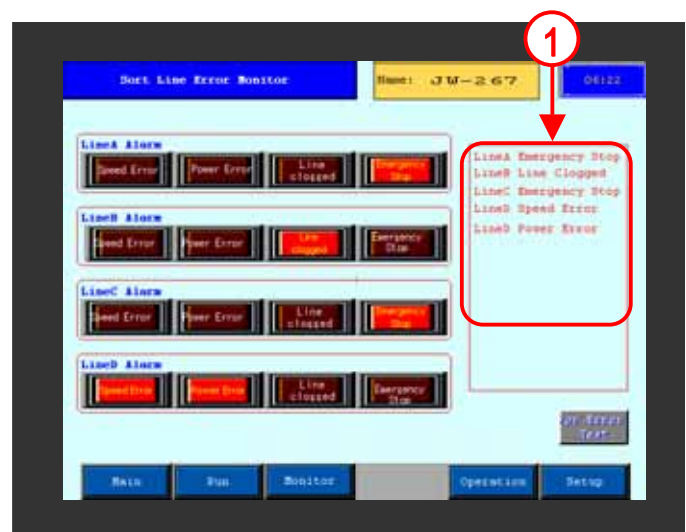 1
Sort Line Error Monitor
Name: JW-267
06:22
LineA Alarm
Speed Error
Power Error
Line
clogged
Emergency
Stop
LineB Alarm
Speed Error
Power Error
Line
clogged
Emergency
Stop
LineC Alarm
Speed Error
Power Error
Line
clogged
Emergency
Stop
LineD Alarm
Speed Error
Power Error
Line
clogged
Emergency
Stop
LineA Emergency Stop
LineB Line Clogged
LineC Emergency Stop
LineD Speed Error
LineD Power Error
Error
Text
Main
Run
Monitor
Operation
Setup